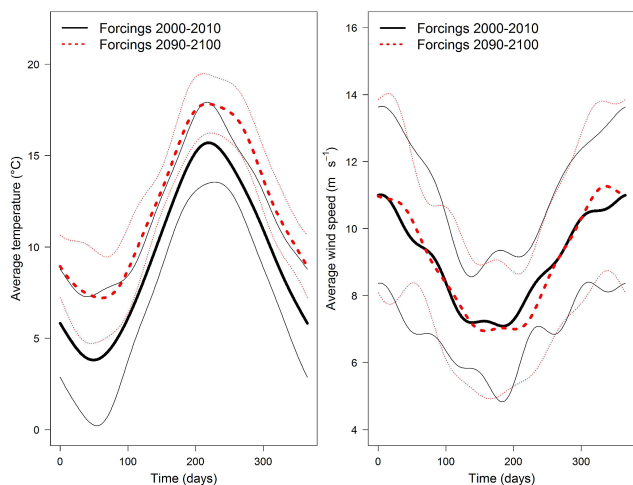 Forcings 2000-2010
Forcings 2090-2100
Average temperature (°C)
20
15
10
5
0
0
100
200
300
Time (days)
Forcings 2000-2010
Forcings 2090-2100
Average wind speed (m s⁻¹)
16
14
12
10
8
6
4
0
100
200
300
Time (days)